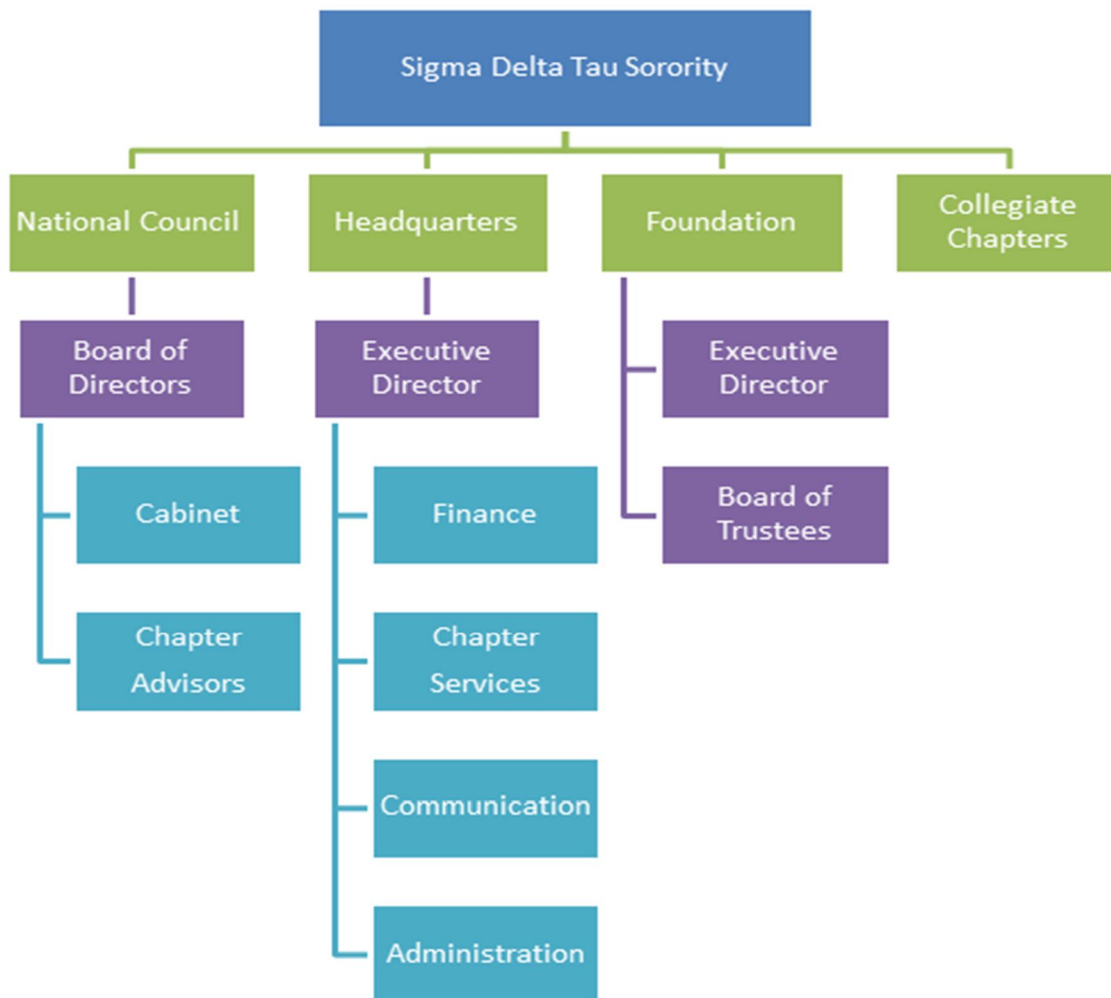 Sigma Delta Tau Sorority
National Council
Headquarters
Foundation
Collegiate
Chapters
Board of
Directors
Executive
Director
Executive
Director
Cabinet
Finance
Board of
Trustees
Chapter
Advisors
Chapter
Services
Communication
Administration